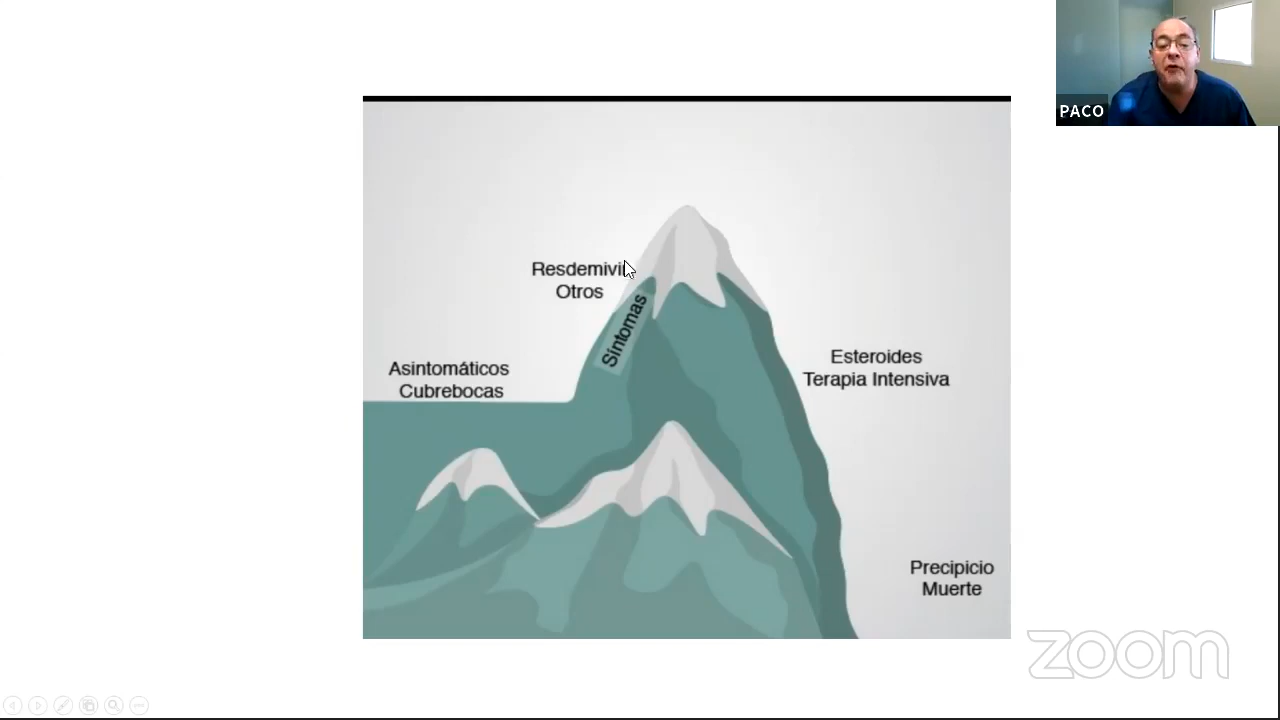 PACO
Resdemivi
Otros
Síntomas
Asintomáticos
Cubrebocas
Esteroides
Terapia Intensiva
Precipicio
Muerte
zoom